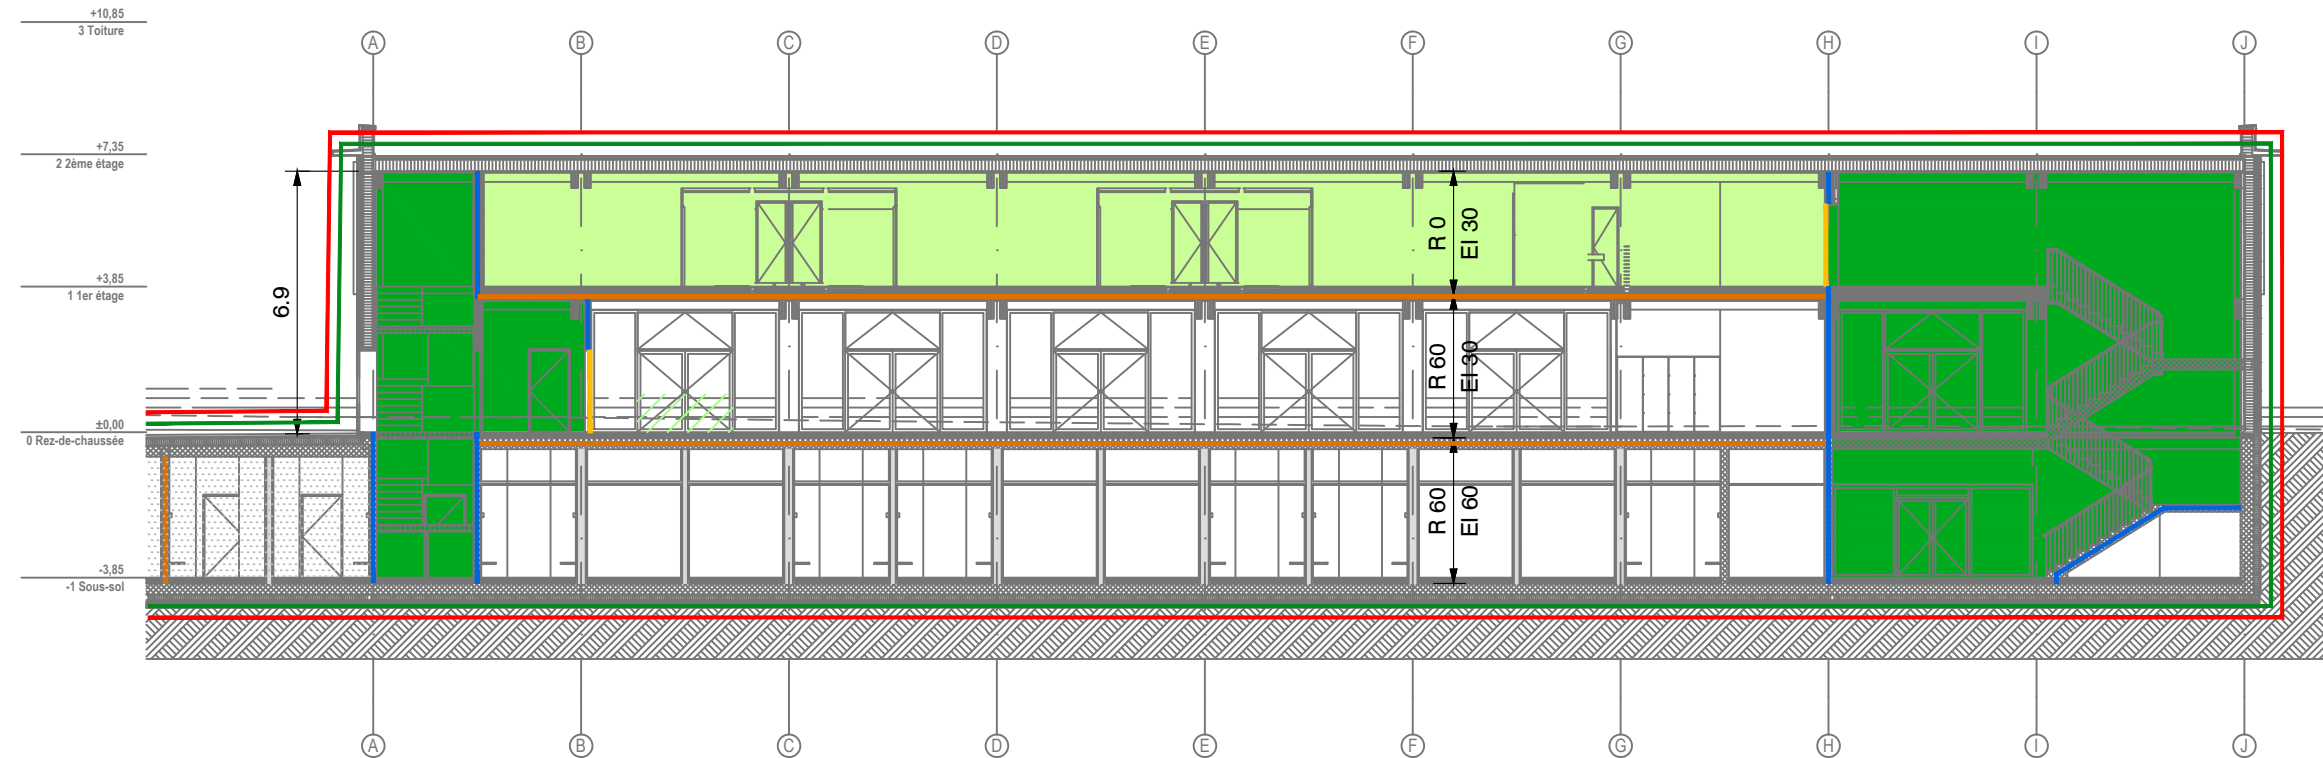 +10,85
3 Toiture
A B C D E F G H I J
+7,35
2 2ème étage
R 0
EI 30
+3,85
1 1er étage
6.9
R 60
EI 30
±0,00
0 Rez-de-chaussée
R 60
EI 60
-3,85
-1 Sous-sol
A B C D E F G H I J